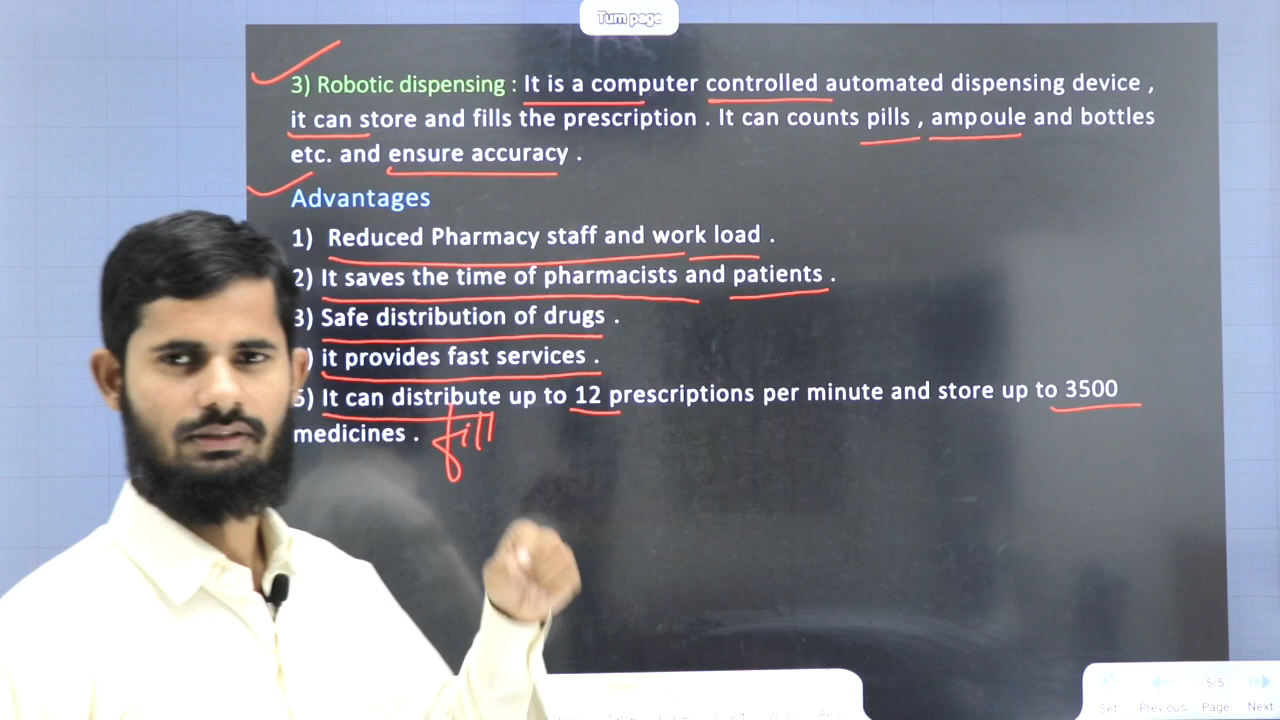 Turn page
3) Robotic dispensing : It is a computer controlled automated dispensing device ,
it can store and fills the prescription . It can counts pills , ampoule and bottles
etc. and ensure accuracy .
Advantages
1) Reduced Pharmacy staff and work load .
2) It saves the time of pharmacists and patients .
3) Safe distribution of drugs .
) it provides fast services .
5) It can distribute up to 12 prescriptions per minute and store up to 3500
medicines .
fill
5/5
Set Previous Page Next